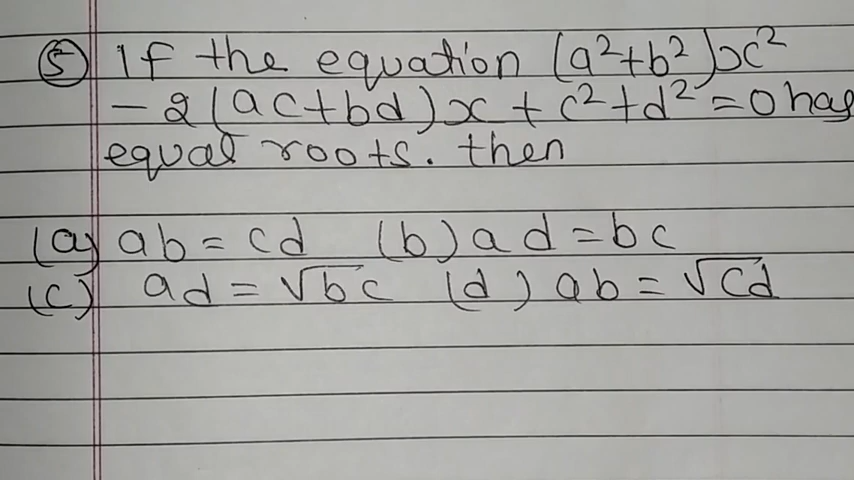 (5) If the equation (a²+b²)x²
- 2(ac+bd)x + c²+d² = 0 has
equal roots. then
(a) ab = cd (b) ad = bc
(c) ad = √bc (d) ab = √cd